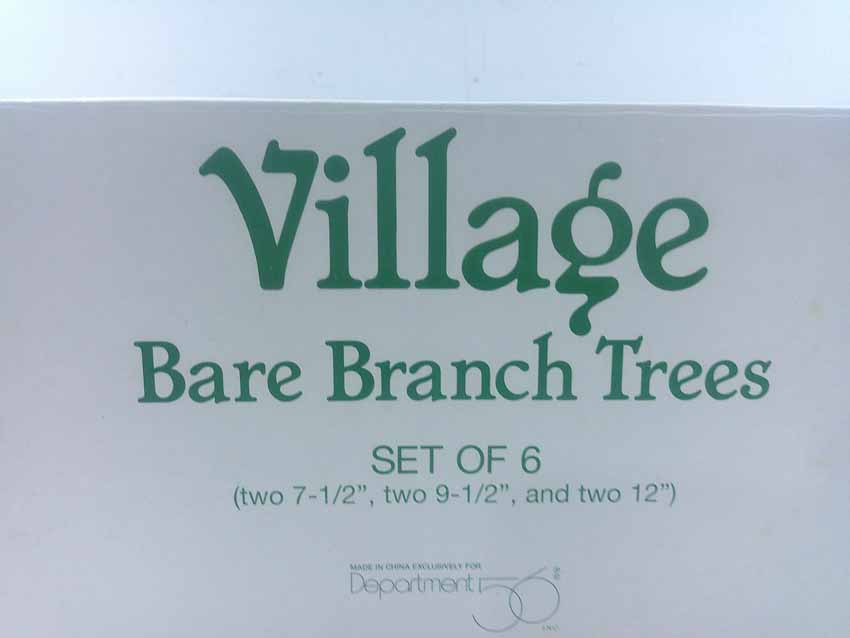 Village
Bare Branch Trees
SET OF 6
(two 7-1/2”, two 9-1/2”, and two 12”)
MADE IN CHINA EXCLUSIVELY FOR
Department 56
INC.